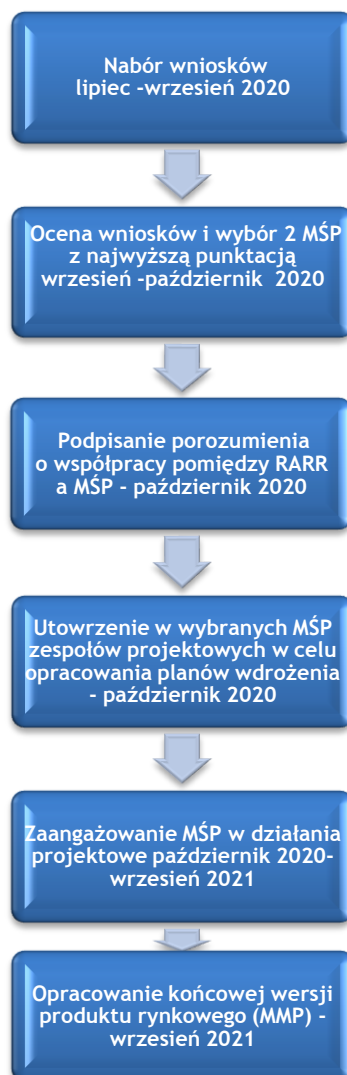 Nabór wniosków
lipiec -wrzesień 2020
Ocena wniosków i wybór 2 MŚP
z najwyższą punktacją
wrzesień -październik 2020
Podpisanie porozumienia
o współpracy pomiędzy RARR
a MŚP - październik 2020
Utowrzenie w wybranych MŚP
zespołów projektowych w celu
opracowania planów wdrożenia
- październik 2020
Zaangażowanie MŚP w działania
projektowe październik 2020-
wrzesień 2021
Opracowanie końcowej wersji
produktu rynkowego (MMP) -
wrzesień 2021